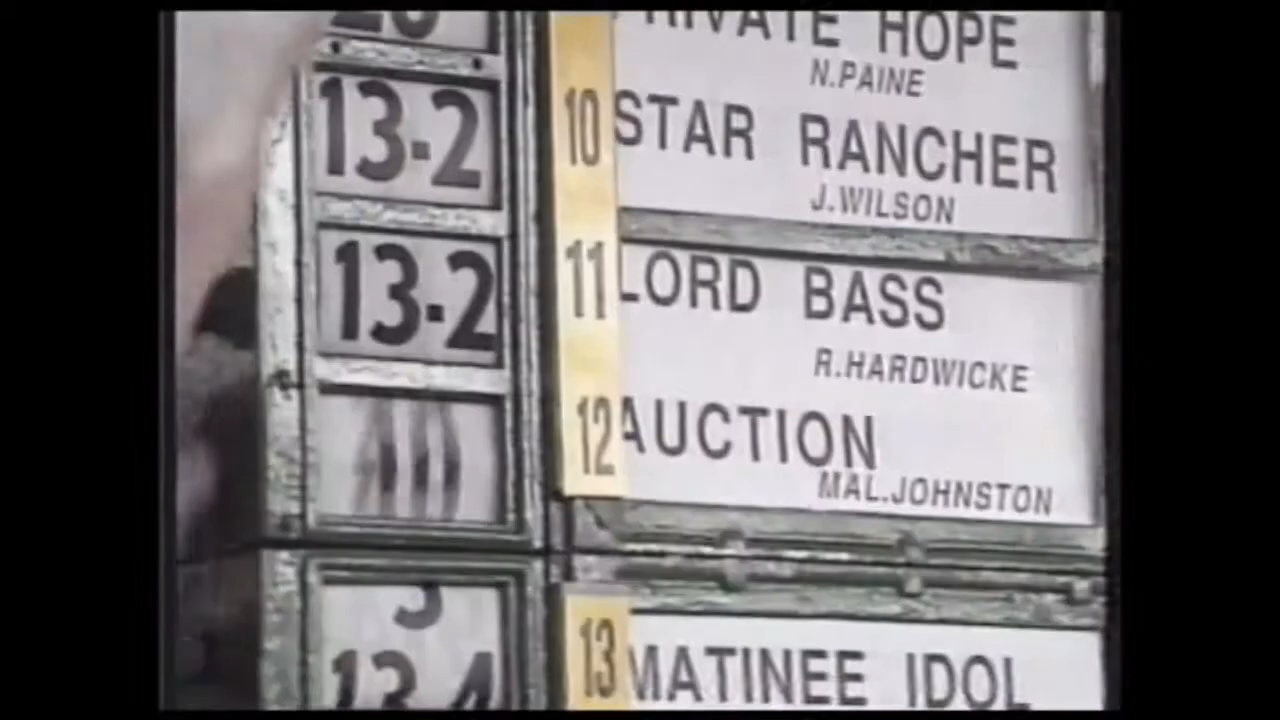 PRIVATE HOPE
N.PAINE
13-2 10 STAR RANCHER
J.WILSON
13-2 11 LORD BASS
R.HARDWICKE
12 AUCTION
MAL.JOHNSTON
13 MATINEE IDOL